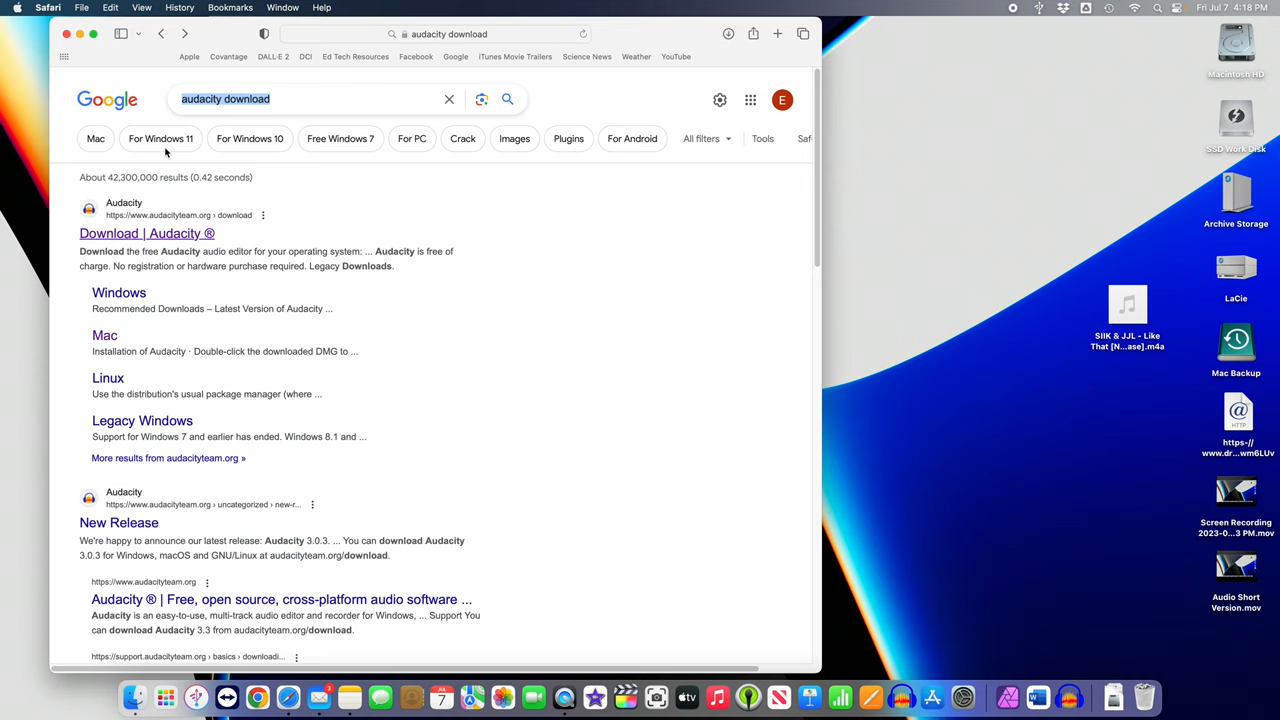 Safari File Edit View History Bookmarks Window Help
Fri Jul 7 4:18 PM
audacity download
Apple Covantage DALL-E 2 DCI Ed Tech Resources Facebook Google iTunes Movie Trailers Science News Weather YouTube
Google
audacity download
E
Mac For Windows 11 For Windows 10 Free Windows 7 For PC Crack Images Plugins For Android All filters Tools Saf
About 42,300,000 results (0.42 seconds)
Audacity
https://www.audacityteam.org › download
Download | Audacity ®
Download the free Audacity audio editor for your operating system: ... Audacity is free of
charge. No registration or hardware purchase required. Legacy Downloads.
Windows
Recommended Downloads – Latest Version of Audacity ...
Mac
Installation of Audacity · Double-click the downloaded DMG to ...
Linux
Use the distribution's usual package manager (where ...
Legacy Windows
Support for Windows 7 and earlier has ended. Windows 8.1 and ...
More results from audacityteam.org »
Audacity
https://www.audacityteam.org › uncategorized › new-r...
New Release
We're happy to announce our latest release: Audacity 3.0.3. ... You can download Audacity
3.0.3 for Windows, macOS and GNU/Linux at audacityteam.org/download.
https://www.audacityteam.org
Audacity ® | Free, open source, cross-platform audio software ...
Audacity is an easy-to-use, multi-track audio editor and recorder for Windows, ... Support You
can download Audacity 3.3 from audacityteam.org/download.
https://support.audacityteam.org › basics › downloadi...
Macintosh HD
SSD Work Disk
Archive Storage
LaCie
SIIK & JJL - Like
That [N...ase].m4a
Mac Backup
HTTP
https-//
www.dr...wm6LUv
Screen Recording
2023-0...3 PM.mov
Audio Short
Version.mov
3
JUL
7
tv